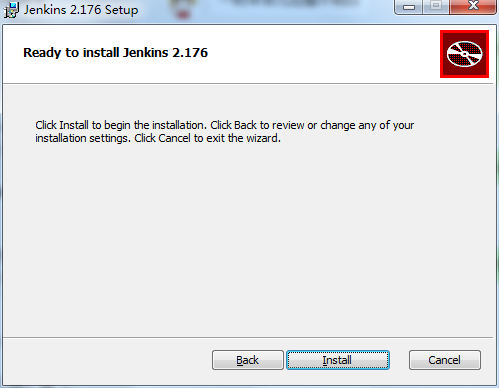 Jenkins 2.176 Setup
Ready to install Jenkins 2.176
Click Install to begin the installation. Click Back to review or change any of your
installation settings. Click Cancel to exit the wizard.
Back
Install
Cancel